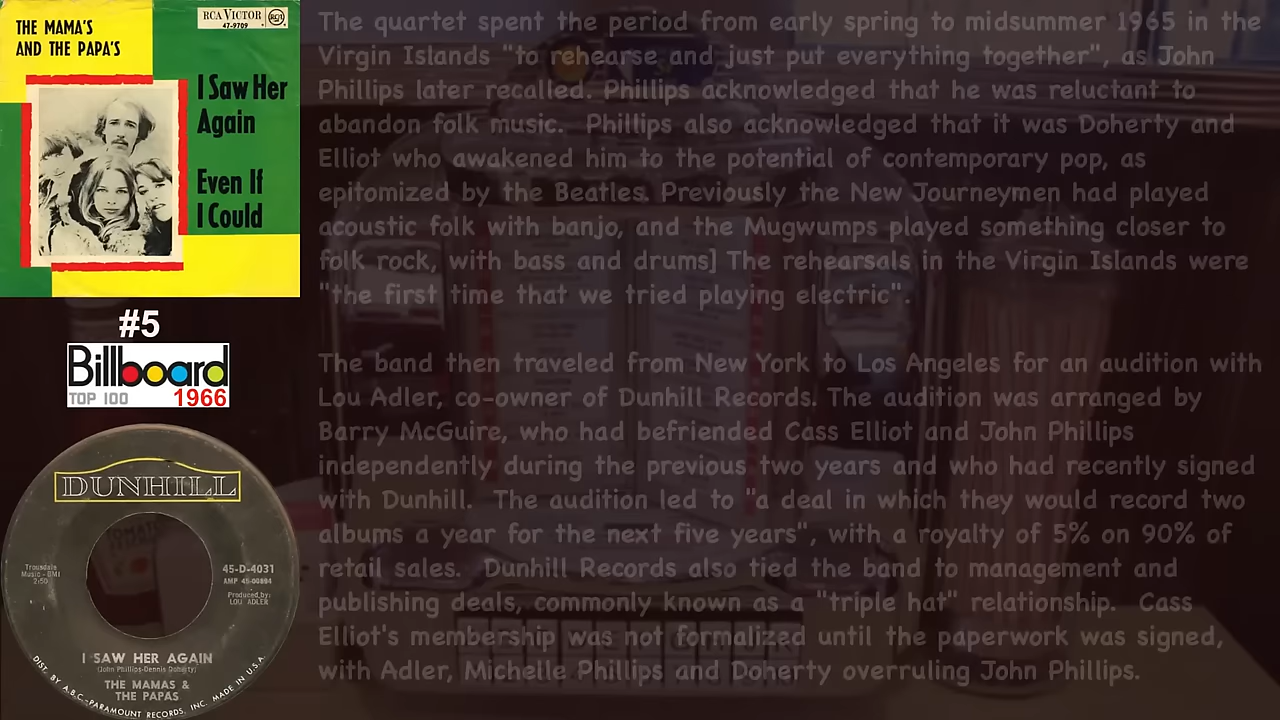 THE MAMA'S
AND THE PAPA'S
RCA VICTOR
47-9709
I Saw Her
Again
Even If
I Could
#5
Billboard
TOP 100 1966
DUNHILL
Trousdale
Music - BMI
2:50
45-D-4031
Produced by:
LOU ADLER
I SAW HER AGAIN
(John Phillips-Dennis Doherty)
THE MAMAS &
THE PAPAS
DIST. BY A.B.C.-PARAMOUNT RECORDS, INC. MADE IN U.S.A.
The quartet spent the period from early spring to midsummer 1965 in the
Virgin Islands "to rehearse and just put everything together", as John
Phillips later recalled. Phillips acknowledged that he was reluctant to
abandon folk music.  Phillips also acknowledged that it was Doherty and
Elliot who awakened him to the potential of contemporary pop, as
epitomized by the Beatles. Previously the New Journeymen had played
acoustic folk with banjo, and the Mugwumps played something closer to
folk rock, with bass and drums] The rehearsals in the Virgin Islands were
"the first time that we tried playing electric".
The band then traveled from New York to Los Angeles for an audition with
Lou Adler, co-owner of Dunhill Records. The audition was arranged by
Barry McGuire, who had befriended Cass Elliot and John Phillips
independently during the previous two years and who had recently signed
with Dunhill.  The audition led to "a deal in which they would record two
albums a year for the next five years", with a royalty of 5% on 90% of
retail sales.  Dunhill Records also tied the band to management and
publishing deals, commonly known as a "triple hat" relationship.  Cass
Elliot's membership was not formalized until the paperwork was signed,
with Adler, Michelle Phillips and Doherty overruling John Phillips.